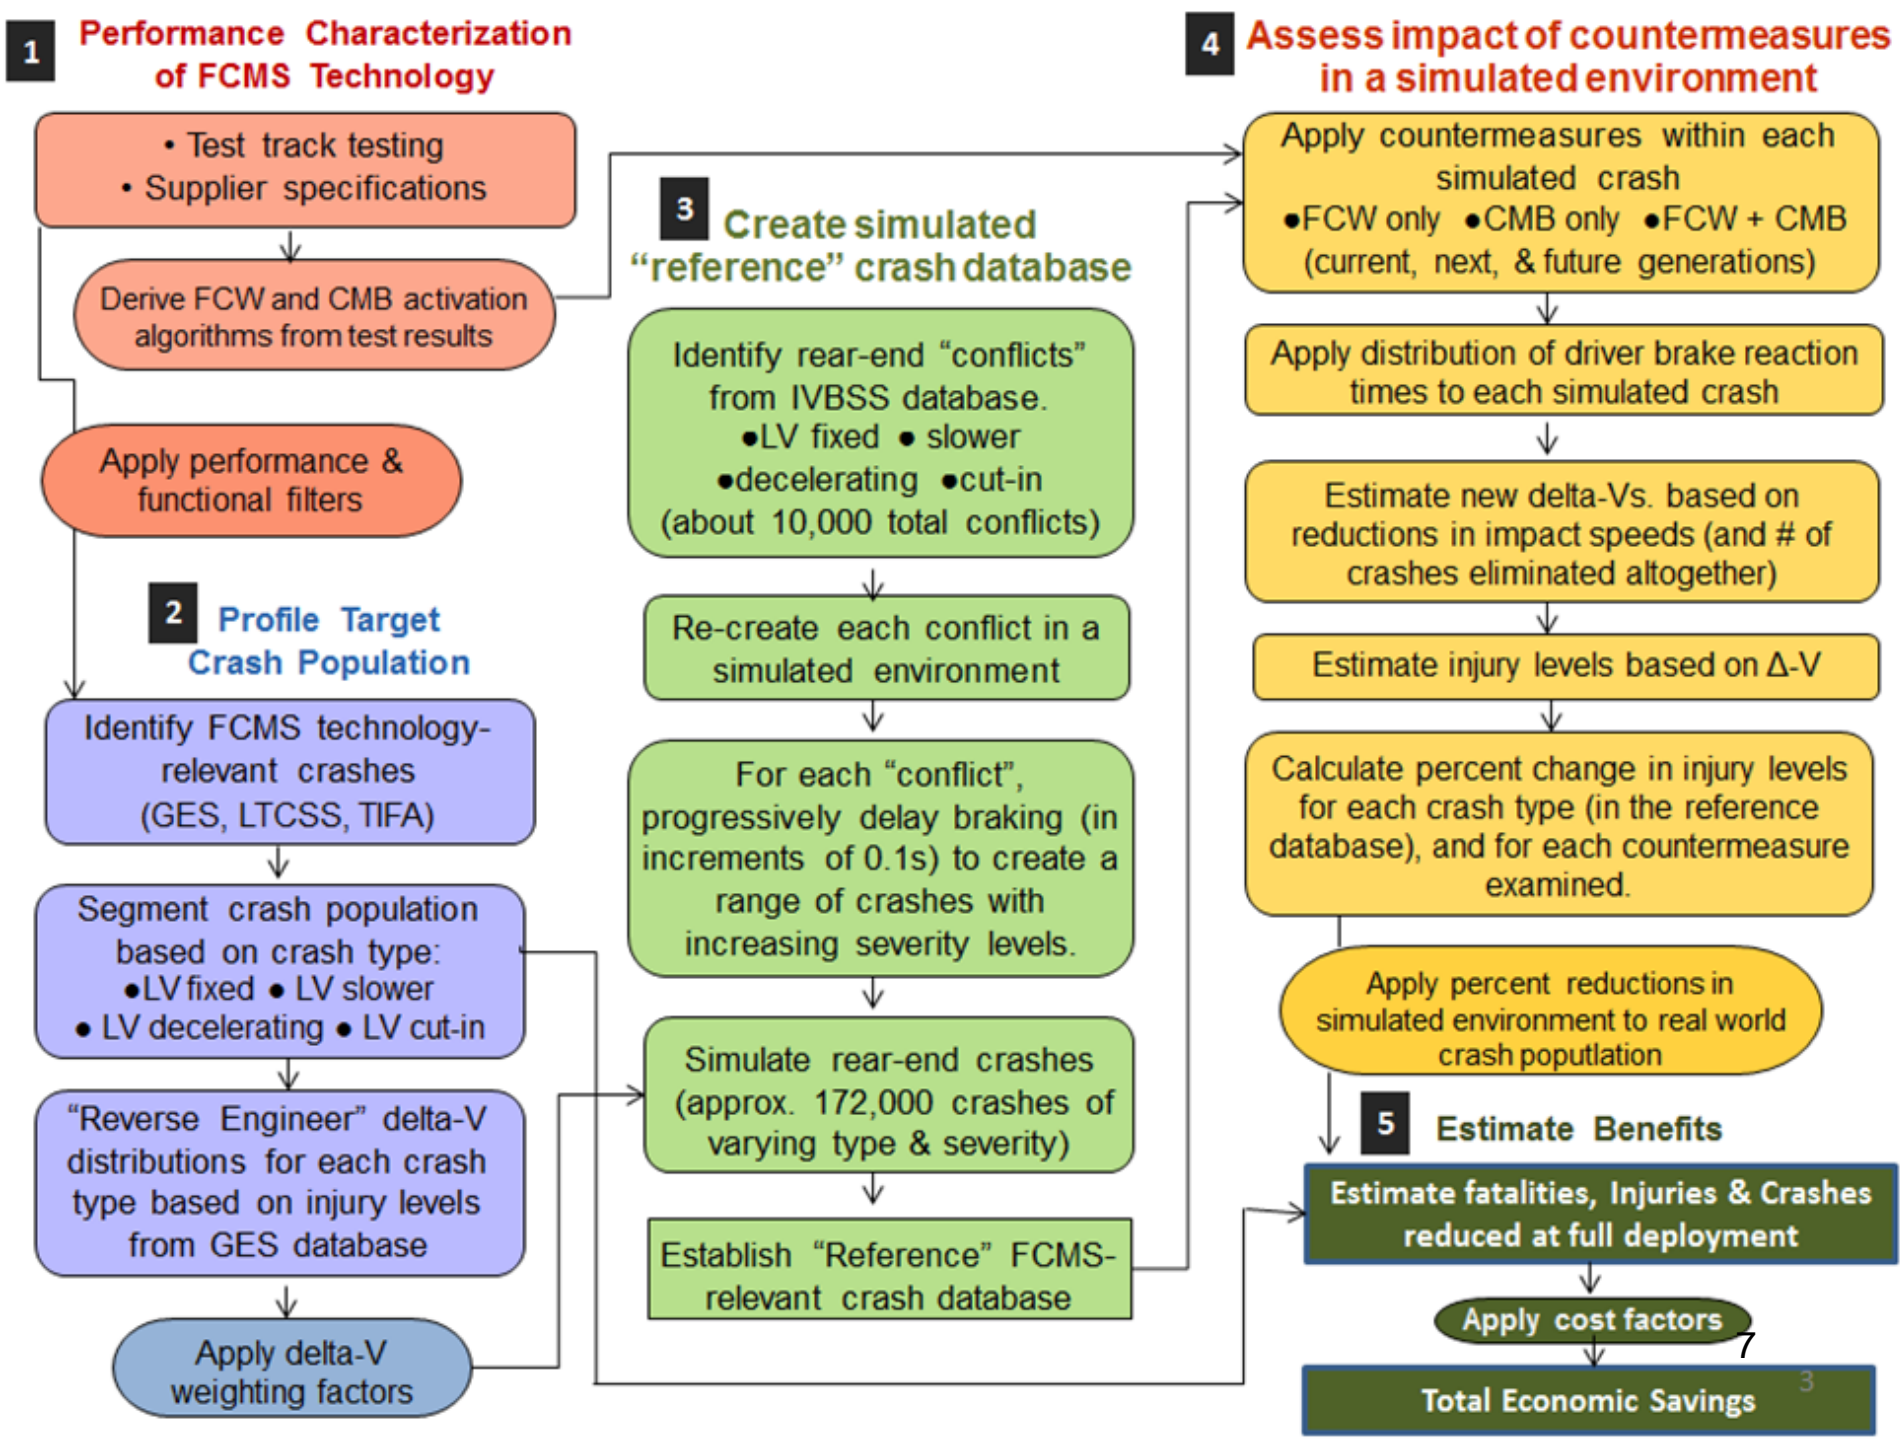 1
Performance Characterization
of FCMS Technology
• Test track testing
• Supplier specifications
Derive FCW and CMB activation
algorithms from test results
Apply performance &
functional filters
2
Profile Target
Crash Population
Identify FCMS technology-
relevant crashes
(GES, LTCSS, TIFA)
Segment crash population
based on crash type:
●LV fixed ● LV slower
● LV decelerating ● LV cut-in
“Reverse Engineer” delta-V
distributions for each crash
type based on injury levels
from GES database
Apply delta-V
weighting factors
3
Create simulated
“reference” crash database
Identify rear-end “conflicts”
from IVBSS database.
●LV fixed ● slower
●decelerating ●cut-in
(about 10,000 total conflicts)
Re-create each conflict in a
simulated environment
For each “conflict”,
progressively delay braking (in
increments of 0.1s) to create a
range of crashes with
increasing severity levels.
Simulate rear-end crashes
(approx. 172,000 crashes of
varying type & severity)
Establish “Reference” FCMS-
relevant crash database
4
Assess impact of countermeasures
in a simulated environment
Apply countermeasures within each
simulated crash
●FCW only ●CMB only ●FCW + CMB
(current, next, & future generations)
Apply distribution of driver brake reaction
times to each simulated crash
Estimate new delta-Vs. based on
reductions in impact speeds (and # of
crashes eliminated altogether)
Estimate injury levels based on Δ-V
Calculate percent change in injury levels
for each crash type (in the reference
database), and for each countermeasure
examined.
Apply percent reductions in
simulated environment to real world
crash poputlation
5
Estimate Benefits
Estimate fatalities, Injuries & Crashes
reduced at full deployment
Apply cost factors
7
3
Total Economic Savings